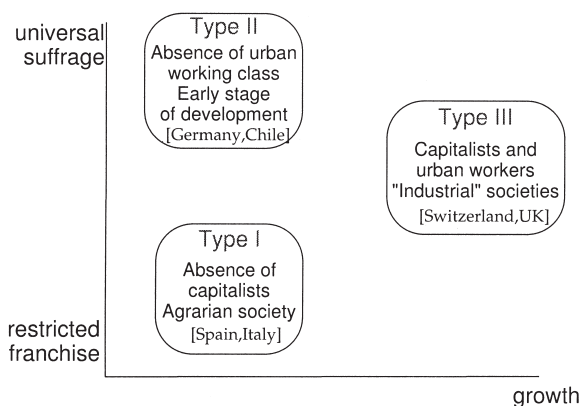 universal
suffrage
Type II
Absence of urban
working class
Early stage
of development
[Germany,Chile]
Type III
Capitalists and
urban workers
"Industrial" societies
[Switzerland,UK]
Type I
Absence of
capitalists
Agrarian society
[Spain,Italy]
restricted
franchise
growth